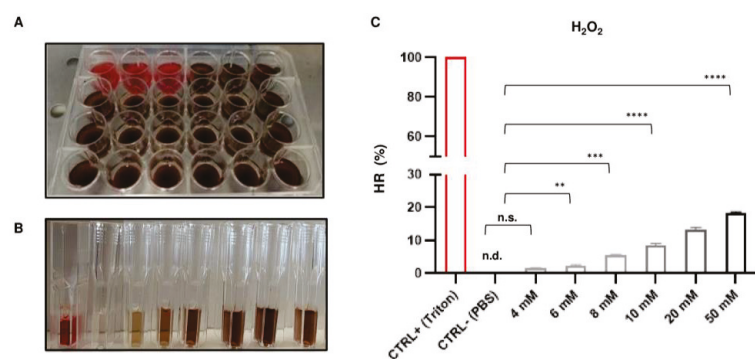 A
B
C
H₂O₂
HR (%)
100
80
60
30
20
10
0
****
****
***
**
n.s.
n.d.
CTRL+ (Triton)
CTRL- (PBS)
4 mM
6 mM
8 mM
10 mM
20 mM
50 mM